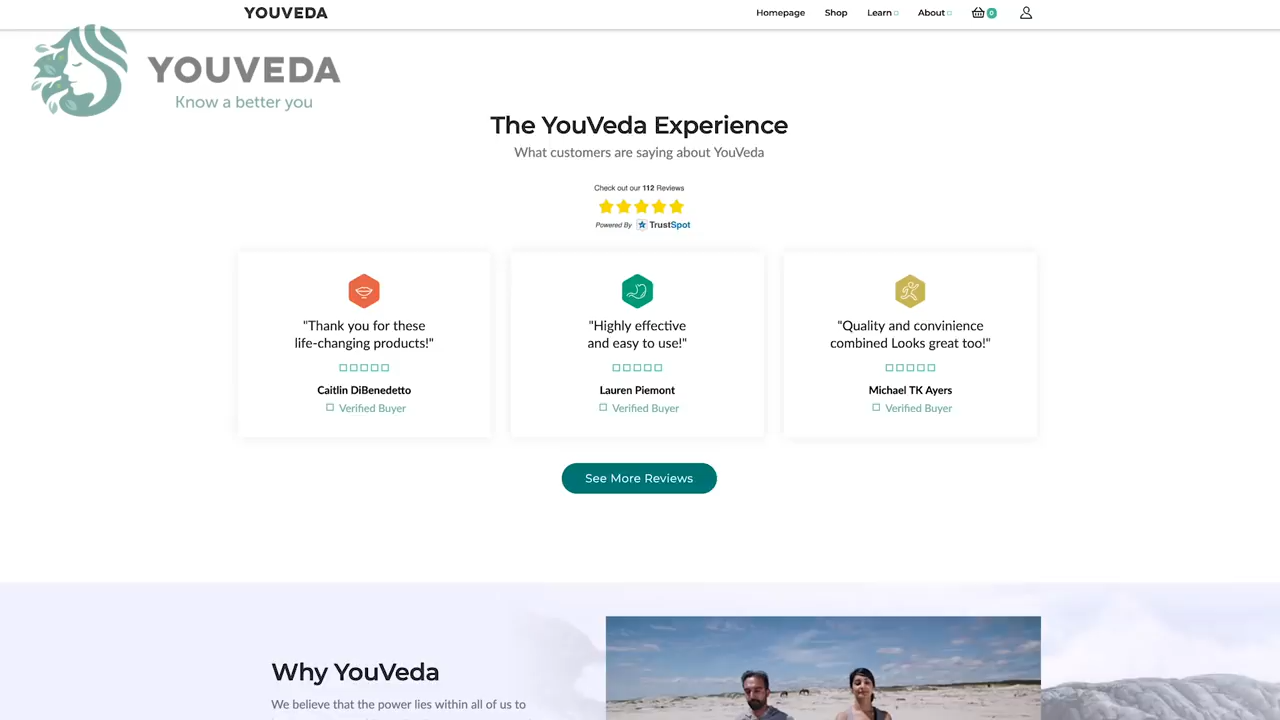 YOUVEDA
Homepage
Shop
Learn
About
0
YOUVEDA
Know a better you
The YouVeda Experience
What customers are saying about YouVeda
Check out our 112 Reviews
Powered By TrustSpot
"Thank you for these
life-changing products!"
Caitlin DiBenedetto
Verified Buyer
"Highly effective
and easy to use!"
Lauren Piemont
Verified Buyer
"Quality and convinience
combined Looks great too!"
Michael TK Ayers
Verified Buyer
See More Reviews
Why YouVeda
We believe that the power lies within all of us to